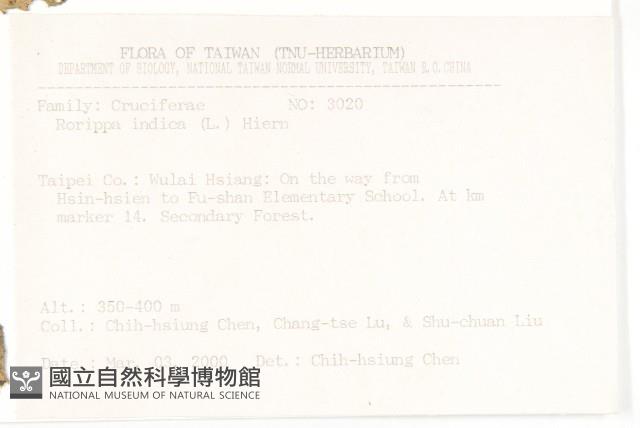 FLORA OF TAIWAN (TNU-HERBARIUM)
DEPARTMENT OF BIOLOGY, NATIONAL TAIWAN NORMAL UNIVERSITY, TAIWAN R.O.CHINA
Family: Cruciferae NO: 3020
Rorippa indica (L.) Hiern
Taipei Co.: Wulai Hsiang: On the way from
Hsin-hsien to Fu-shan Elementary School. At km
marker 14. Secondary Forest.
Alt.: 350-400 m
Coll.: Chih-hsiung Chen, Chang-tse Lu, & Shu-chuan Liu
Date: Mar. 03, 2000 Det.: Chih-hsiung Chen
國立自然科學博物館
NATIONAL MUSEUM OF NATURAL SCIENCE